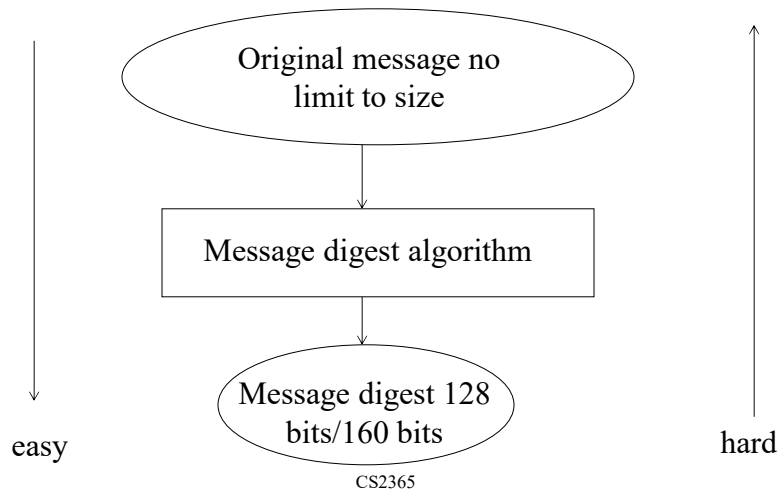 Original message no
limit to size
Message digest algorithm
Message digest 128
bits/160 bits
easy
hard
CS2365